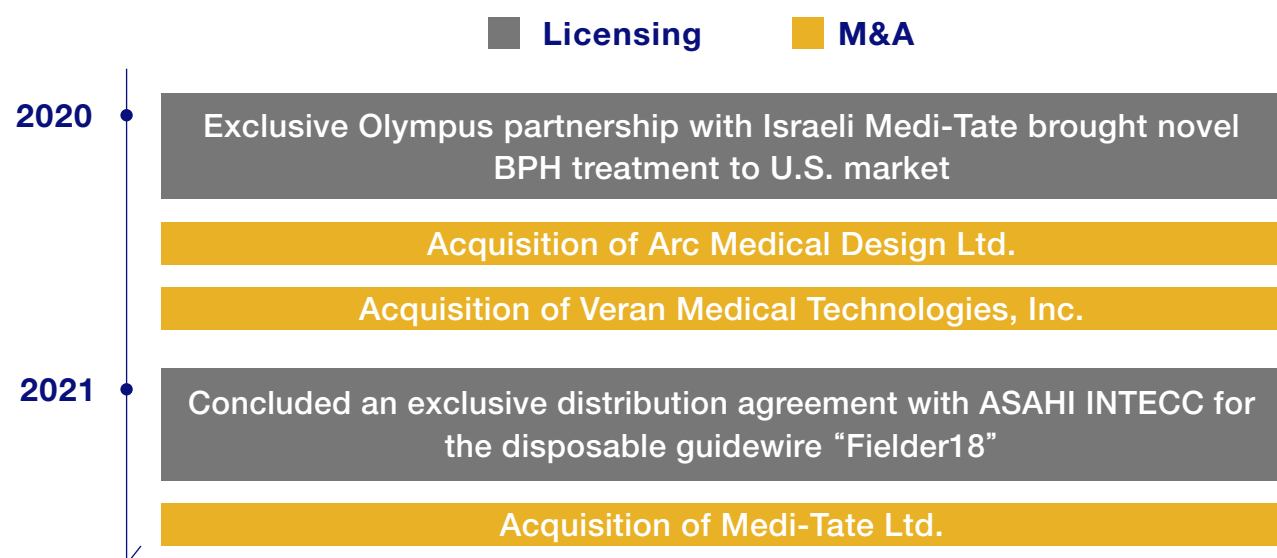 Licensing M&A
2020
Exclusive Olympus partnership with Israeli Medi-Tate brought novel
BPH treatment to U.S. market
Acquisition of Arc Medical Design Ltd.
Acquisition of Veran Medical Technologies, Inc.
2021
Concluded an exclusive distribution agreement with ASAHI INTECC for
the disposable guidewire “Fielder18”
Acquisition of Medi-Tate Ltd.